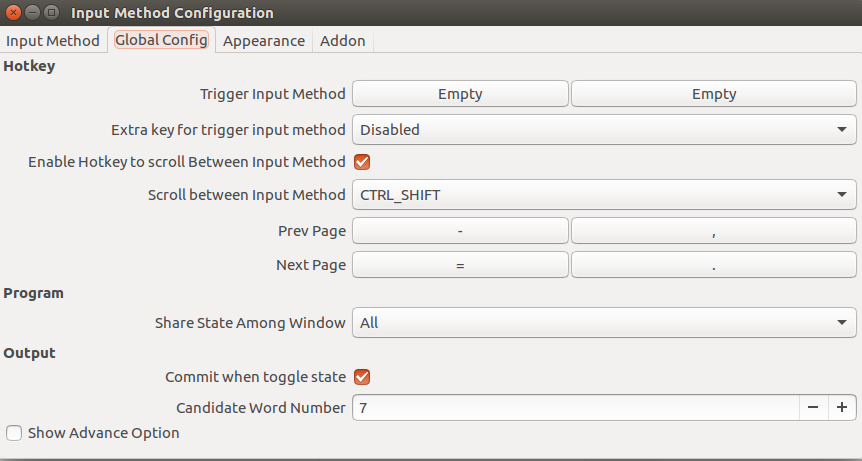 Input Method Configuration
Input Method Global Config Appearance Addon
Hotkey
Trigger Input Method Empty Empty
Extra key for trigger input method Disabled
Enable Hotkey to scroll Between Input Method
Scroll between Input Method CTRL_SHIFT
Prev Page - ,
Next Page = .
Program
Share State Among Window All
Output
Commit when toggle state
Candidate Word Number 7 − +
Show Advance Option